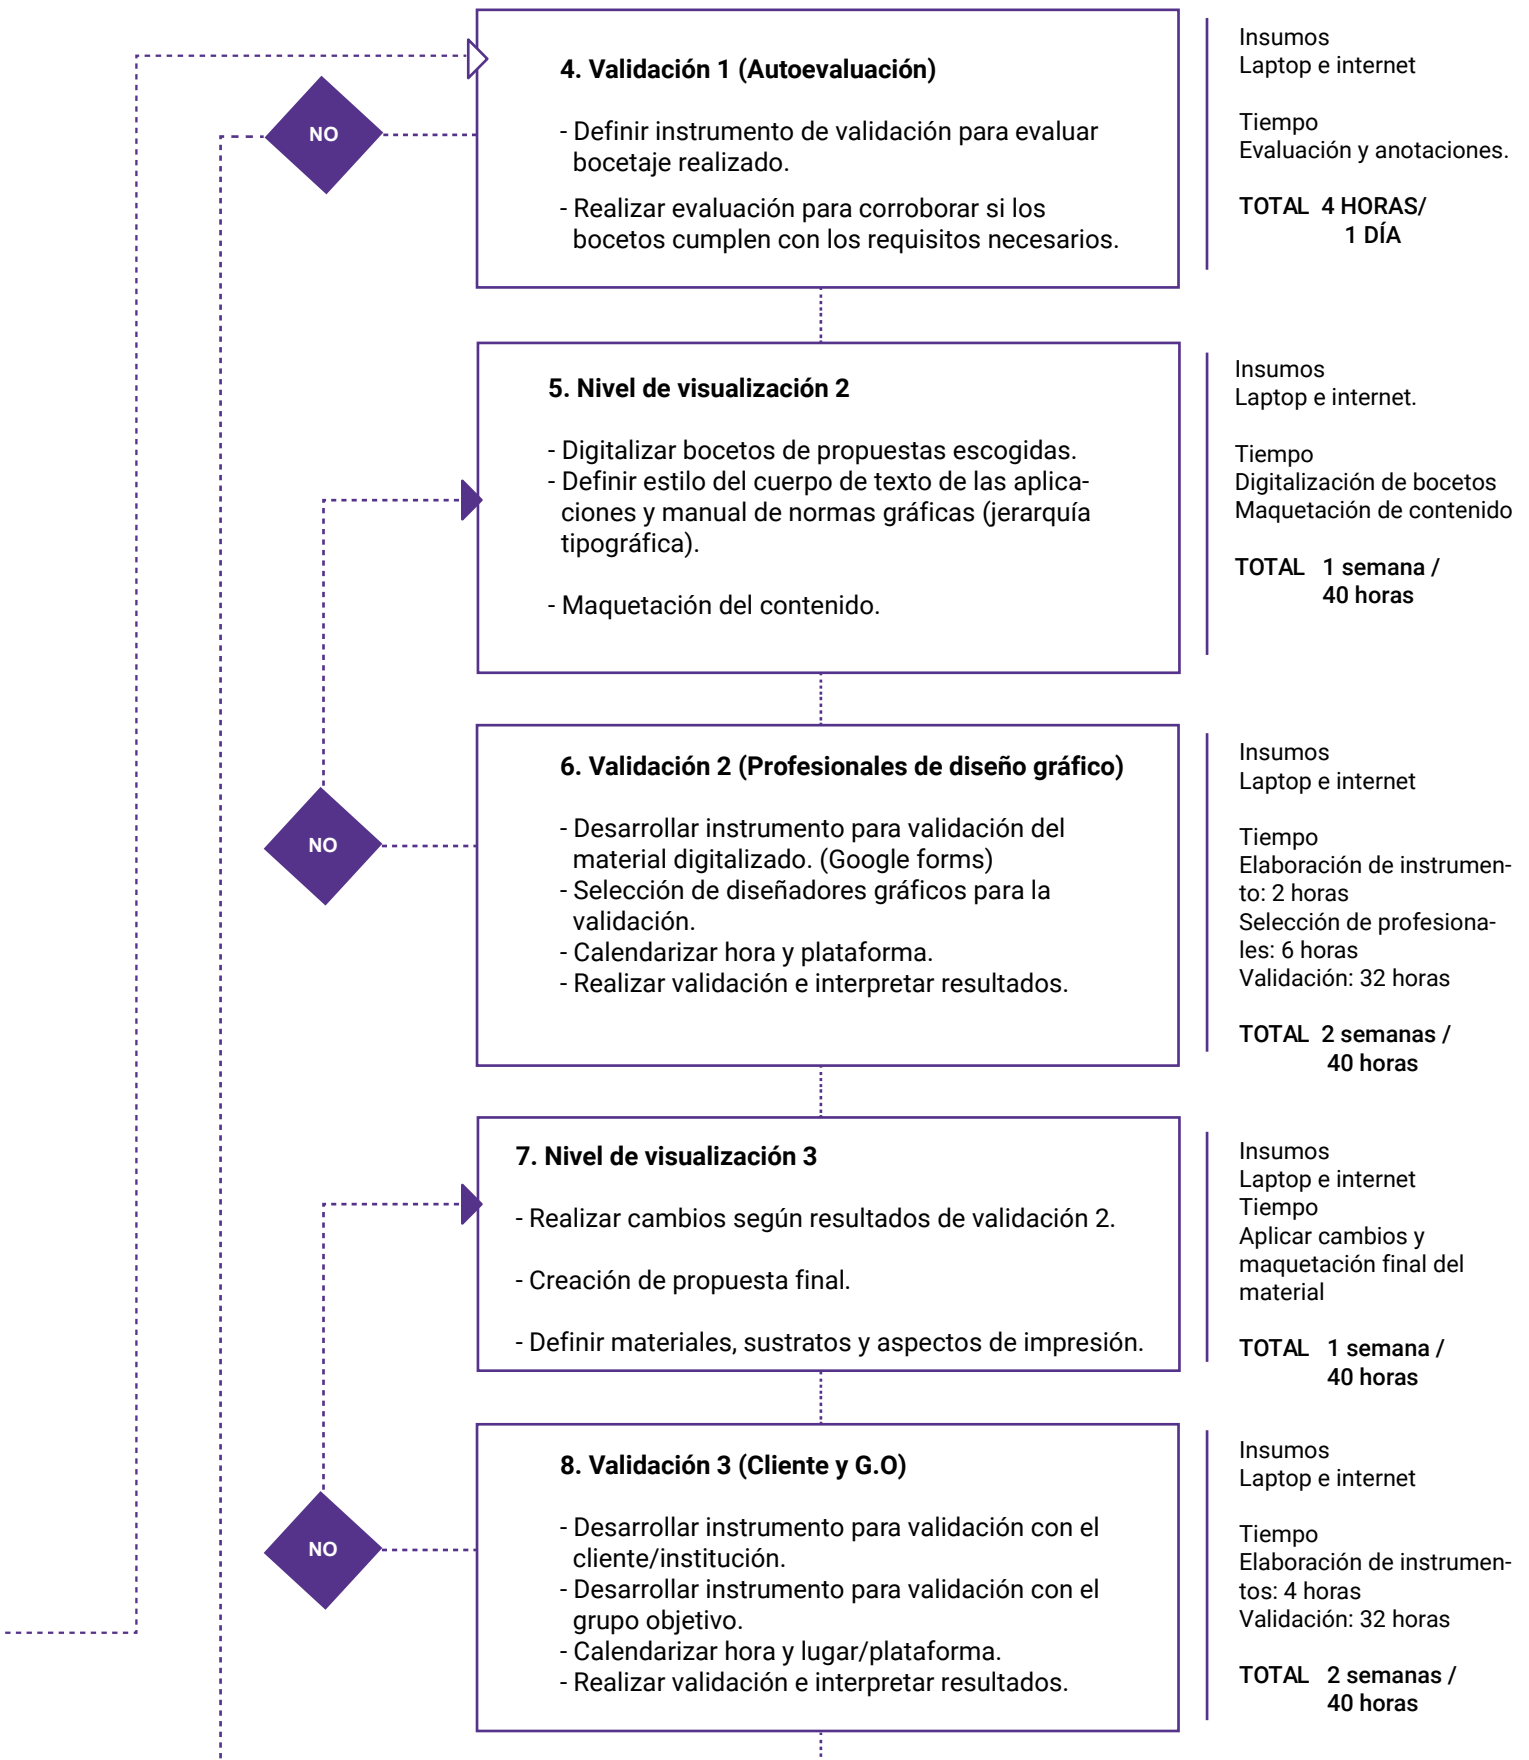 4. Validación 1 (Autoevaluación)
- Definir instrumento de validación para evaluar
bocetaje realizado.
- Realizar evaluación para corroborar si los
bocetos cumplen con los requisitos necesarios.
NO
Insumos
Laptop e internet
Tiempo
Evaluación y anotaciones.
TOTAL 4 HORAS/
1 DÍA
5. Nivel de visualización 2
- Digitalizar bocetos de propuestas escogidas.
- Definir estilo del cuerpo de texto de las aplica-
ciones y manual de normas gráficas (jerarquía
tipográfica).
- Maquetación del contenido.
Insumos
Laptop e internet.
Tiempo
Digitalización de bocetos
Maquetación de contenido
TOTAL 1 semana /
40 horas
6. Validación 2 (Profesionales de diseño gráfico)
- Desarrollar instrumento para validación del
material digitalizado. (Google forms)
- Selección de diseñadores gráficos para la
validación.
- Calendarizar hora y plataforma.
- Realizar validación e interpretar resultados.
NO
Insumos
Laptop e internet
Tiempo
Elaboración de instrumen-
to: 2 horas
Selección de profesiona-
les: 6 horas
Validación: 32 horas
TOTAL 2 semanas /
40 horas
7. Nivel de visualización 3
- Realizar cambios según resultados de validación 2.
- Creación de propuesta final.
- Definir materiales, sustratos y aspectos de impresión.
Insumos
Laptop e internet
Tiempo
Aplicar cambios y
maquetación final del
material
TOTAL 1 semana /
40 horas
8. Validación 3 (Cliente y G.O)
- Desarrollar instrumento para validación con el
cliente/institución.
- Desarrollar instrumento para validación con el
grupo objetivo.
- Calendarizar hora y lugar/plataforma.
- Realizar validación e interpretar resultados.
NO
Insumos
Laptop e internet
Tiempo
Elaboración de instrumen-
tos: 4 horas
Validación: 32 horas
TOTAL 2 semanas /
40 horas